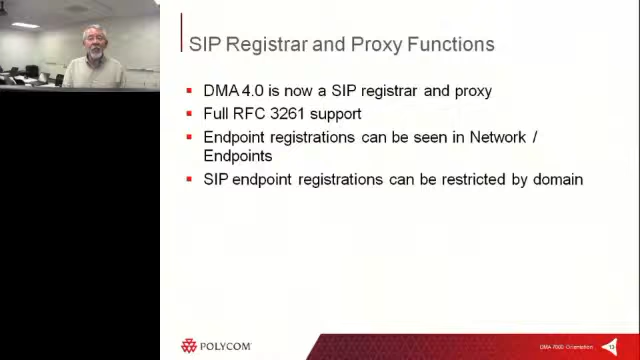 SIP Registrar and Proxy Functions
DMA 4.0 is now a SIP registrar and proxy
Full RFC 3261 support
Endpoint registrations can be seen in Network /
Endpoints
SIP endpoint registrations can be restricted by domain
POLYCOM
DMA 7000 Orientation
13